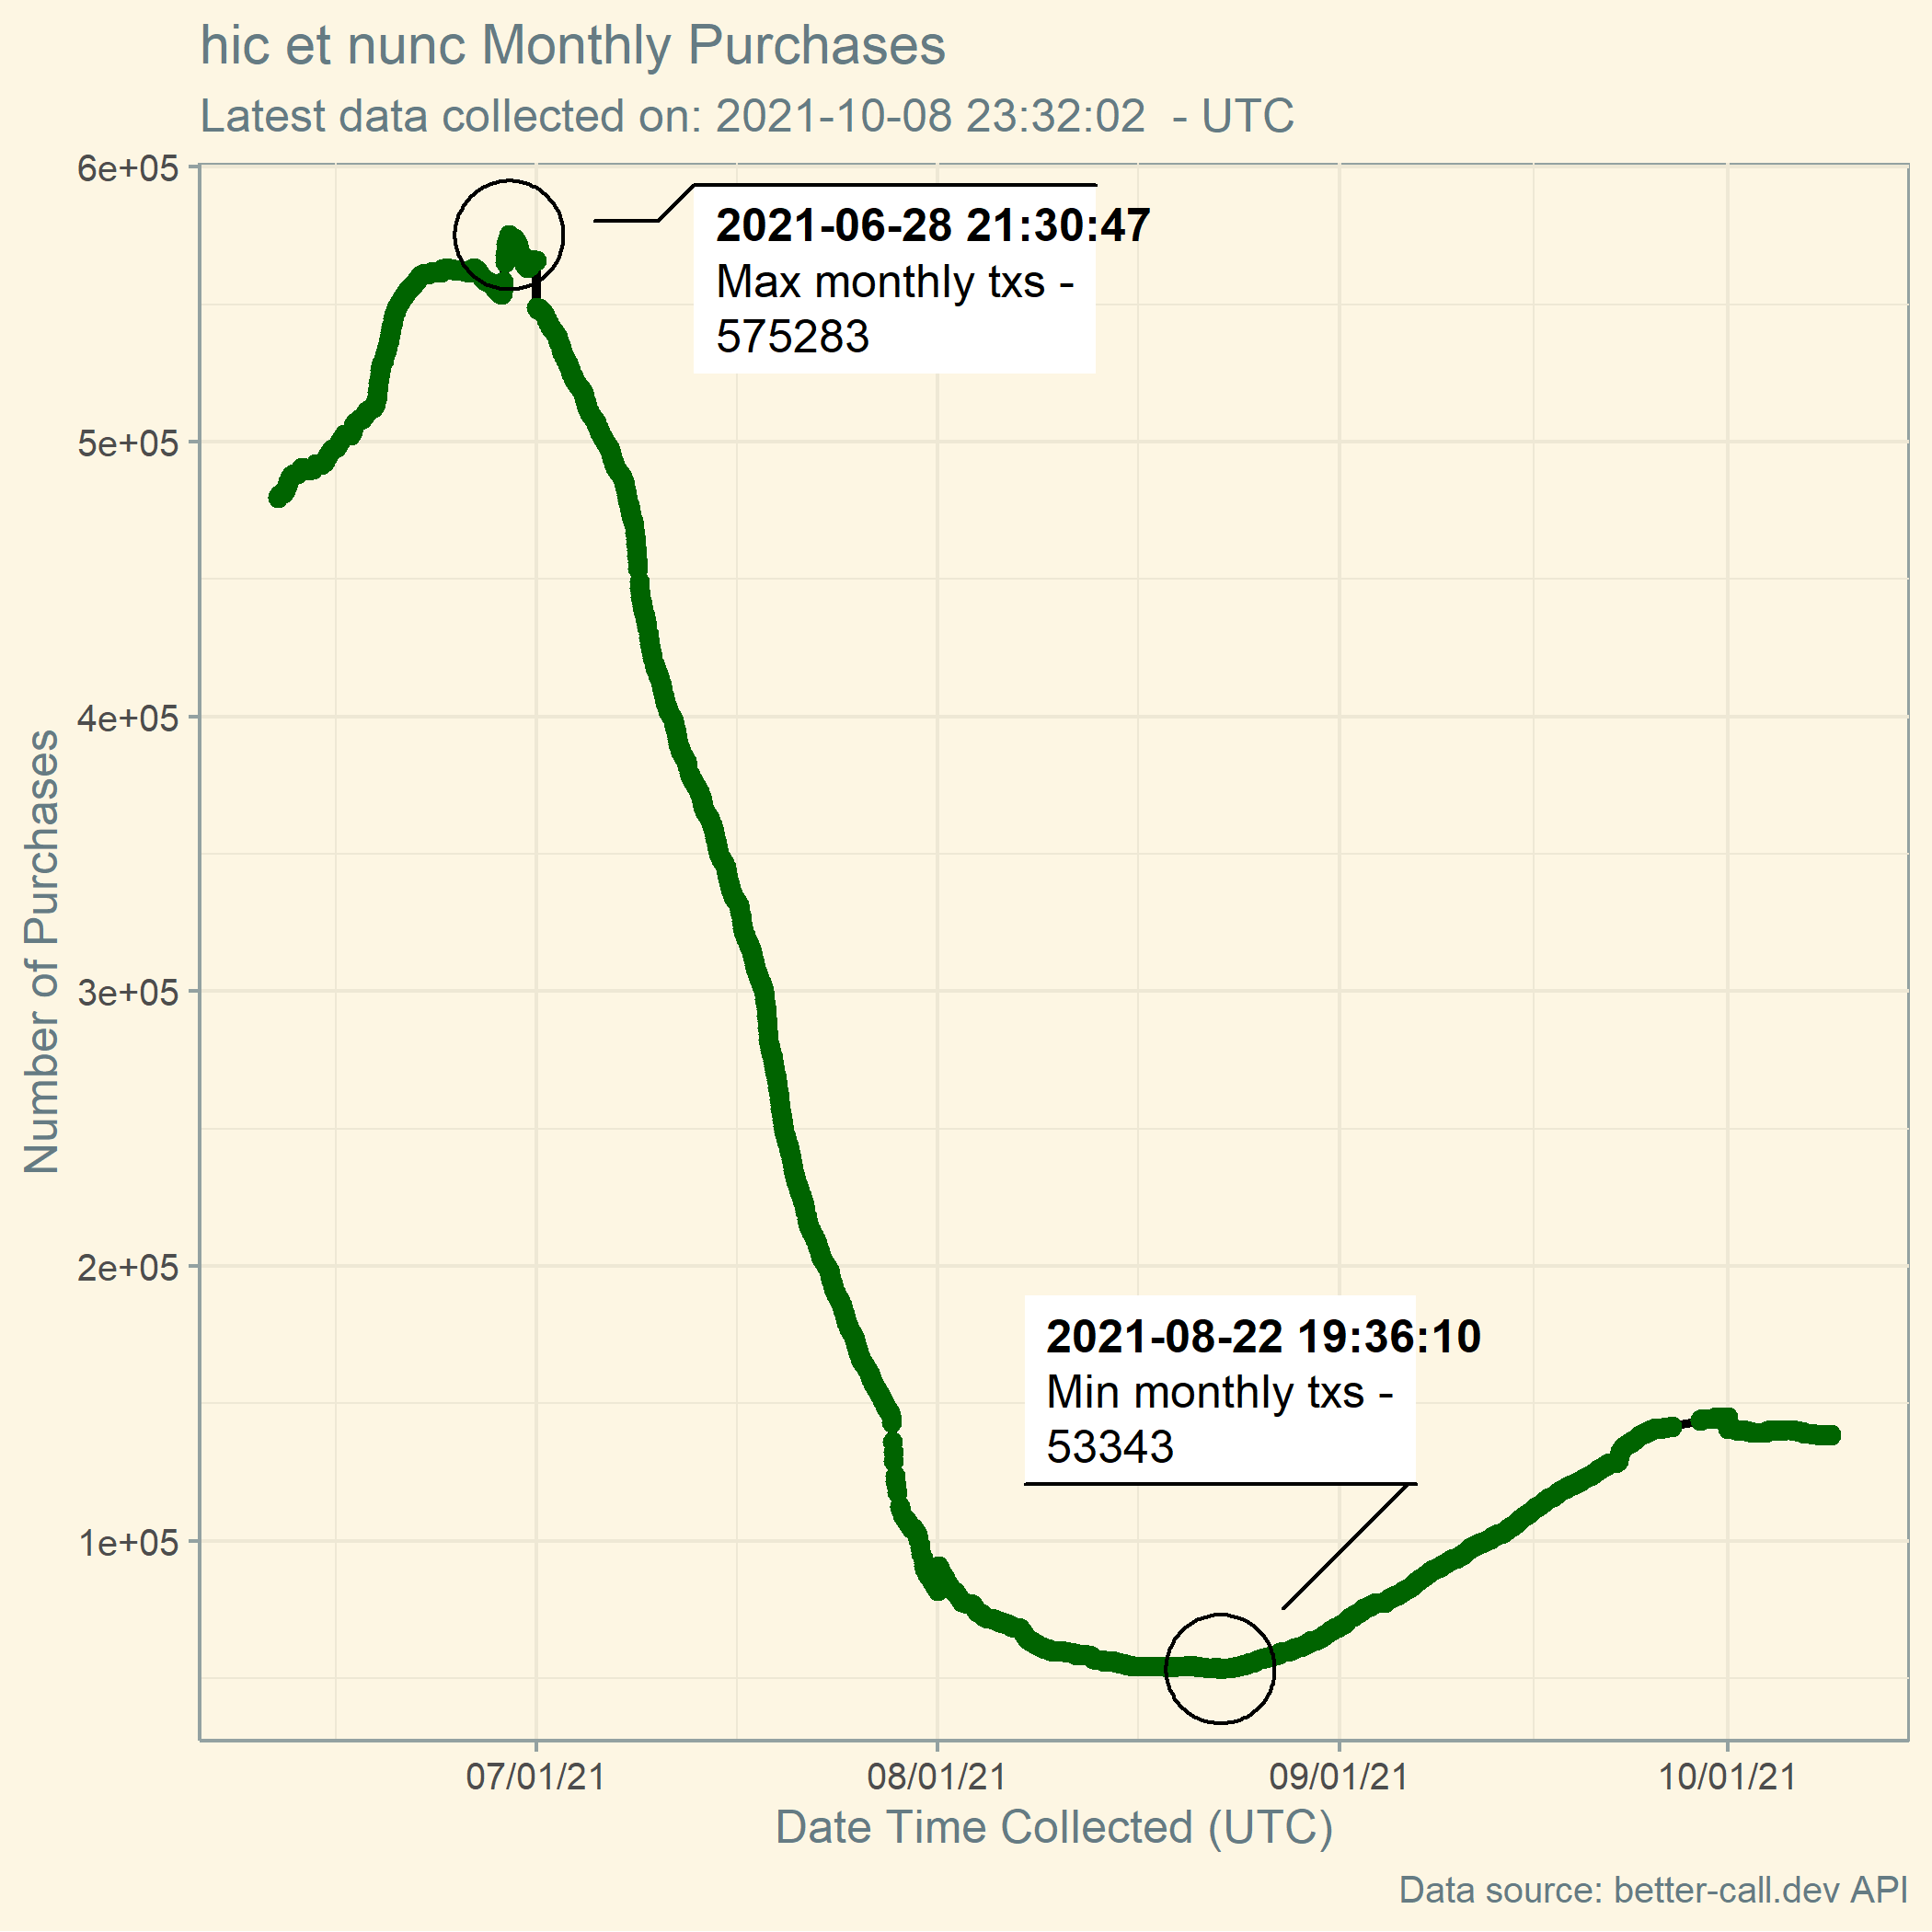 hic et nunc Monthly Purchases
Latest data collected on: 2021-10-08 23:32:02  - UTC
6e+05
5e+05
4e+05
3e+05
2e+05
1e+05
Number of Purchases
2021-06-28 21:30:47
Max monthly txs -
575283
2021-08-22 19:36:10
Min monthly txs -
53343
07/01/21
08/01/21
09/01/21
10/01/21
Date Time Collected (UTC)
Data source: better-call.dev API